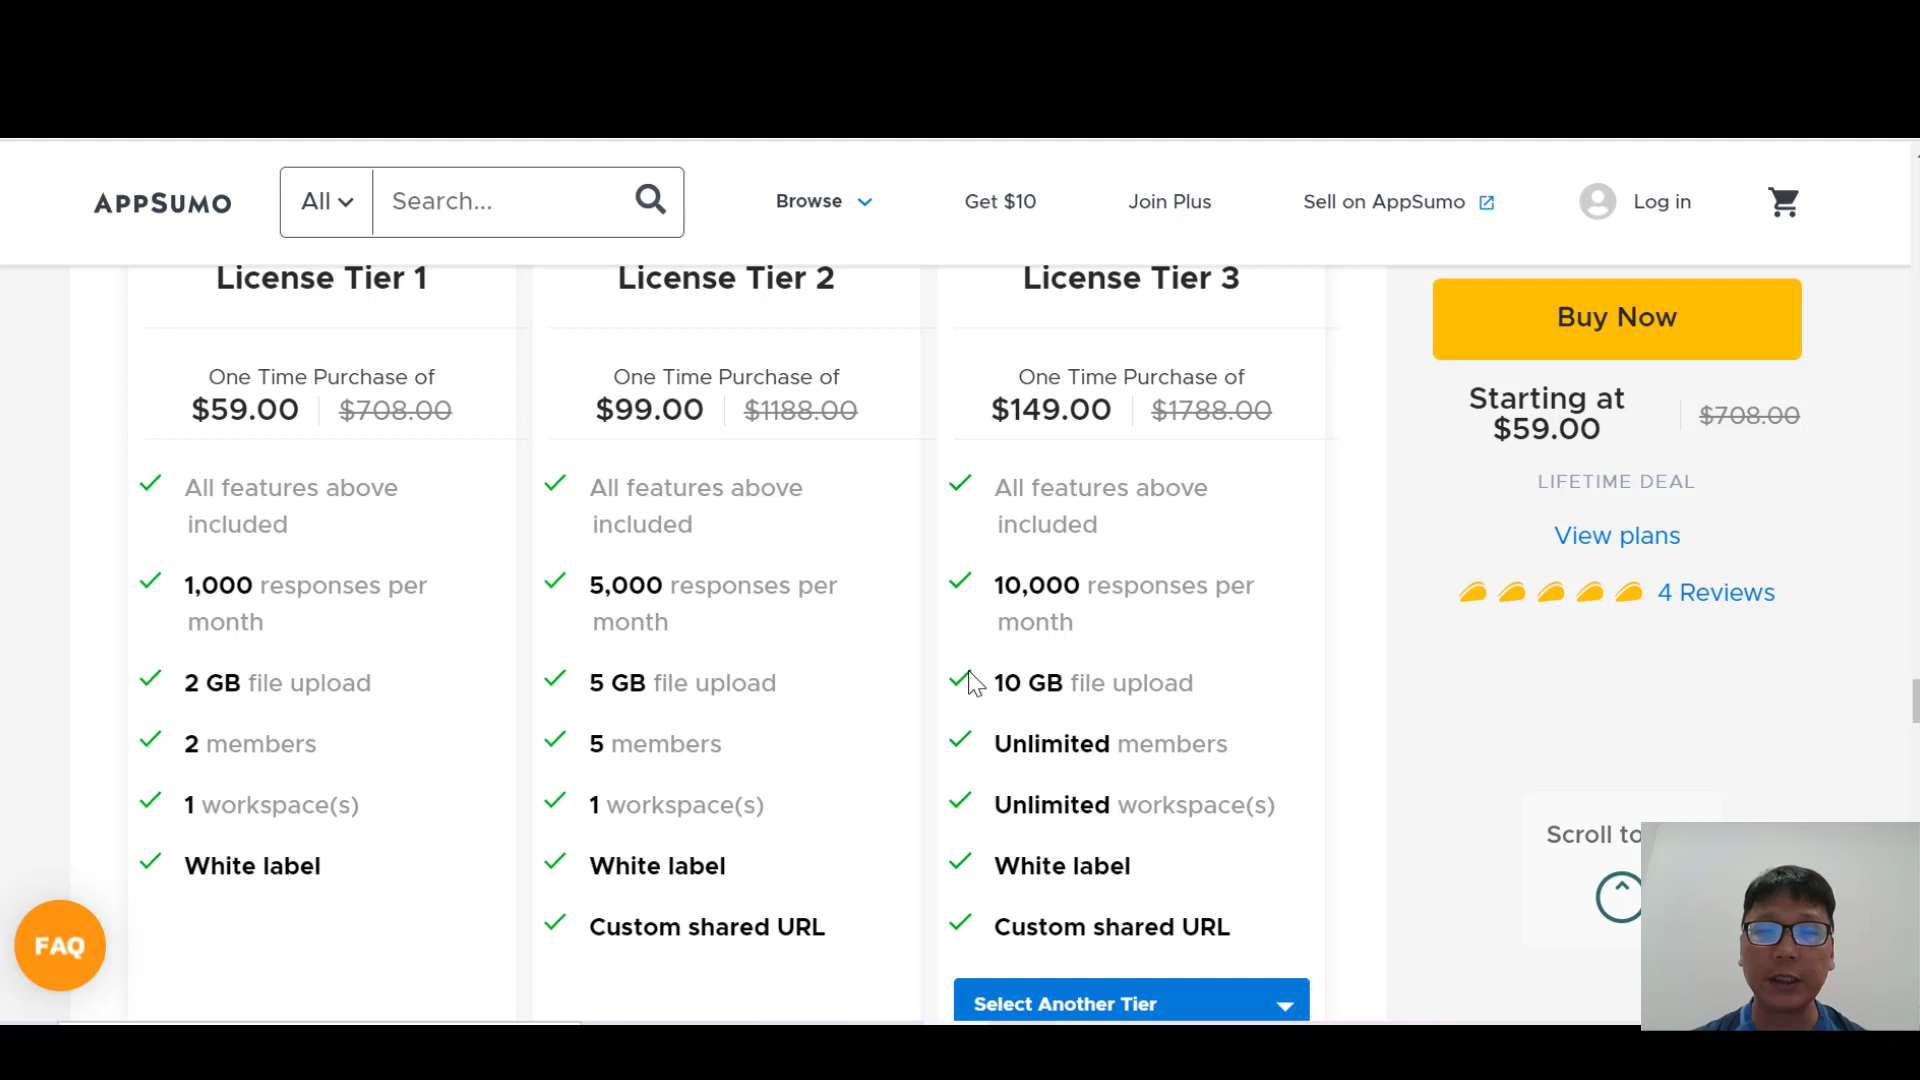 APPSUMO
All
Search...
Browse
Get $10
Join Plus
Sell on AppSumo
Log in
License Tier 1
One Time Purchase of
$59.00
$708.00
All features above
included
1,000 responses per
month
2 GB file upload
2 members
1 workspace(s)
White label
License Tier 2
One Time Purchase of
$99.00
$1188.00
All features above
included
5,000 responses per
month
5 GB file upload
5 members
1 workspace(s)
White label
Custom shared URL
License Tier 3
One Time Purchase of
$149.00
$1788.00
All features above
included
10,000 responses per
month
10 GB file upload
Unlimited members
Unlimited workspace(s)
White label
Custom shared URL
Select Another Tier
Buy Now
Starting at
$59.00
$708.00
LIFETIME DEAL
View plans
4 Reviews
Scroll to
FAQ